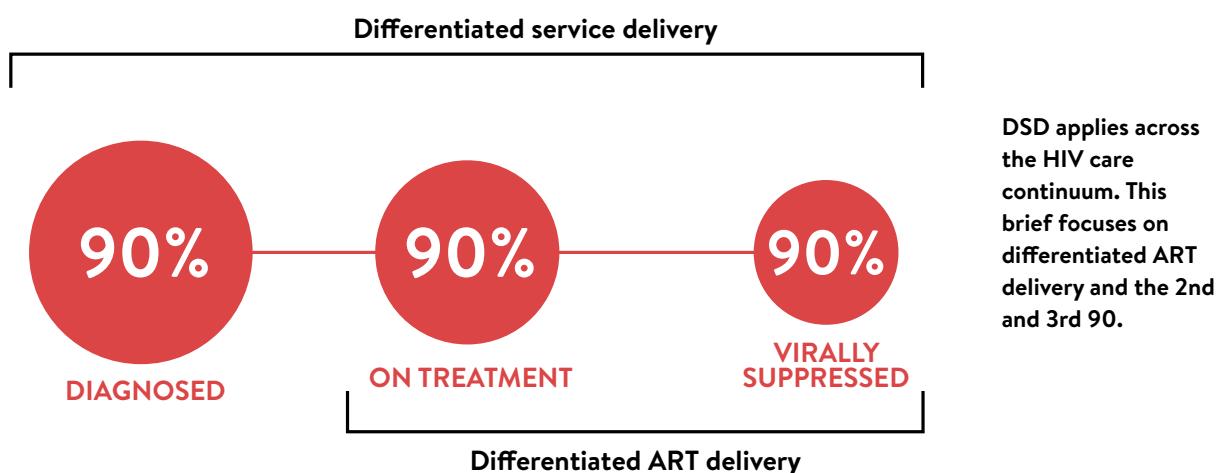 Differentiated service delivery
90%
90%
90%
DIAGNOSED
ON TREATMENT
VIRALLY
SUPPRESSED
Differentiated ART delivery
DSD applies across
the HIV care
continuum. This
brief focuses on
differentiated ART
delivery and the 2nd
and 3rd 90.